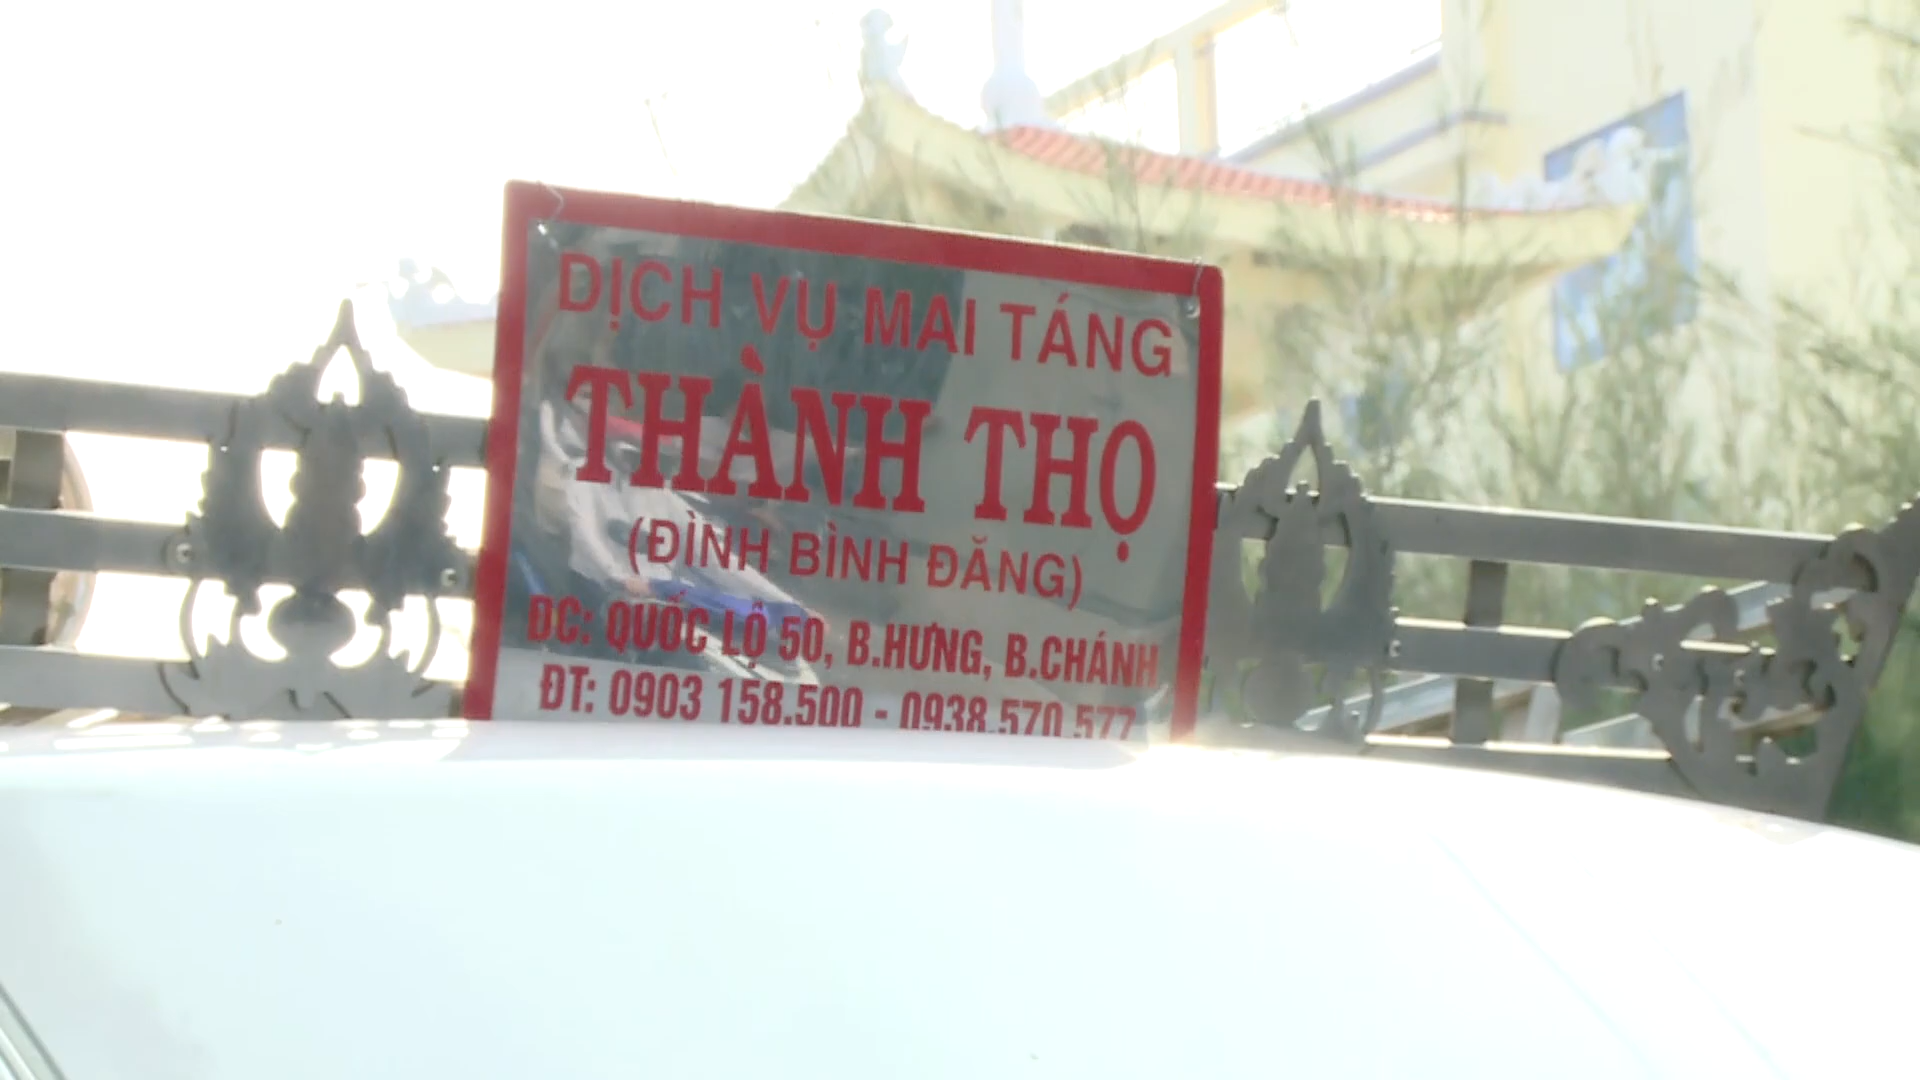 DỊCH VỤ MAI TÁNG
THÀNH THỌ
(ĐÌNH BÌNH ĐĂNG)
ĐC: QUỐC LỘ 50, B.HƯNG, B.CHÁNH
ĐT: 0903 158.500 - 0938.570.577